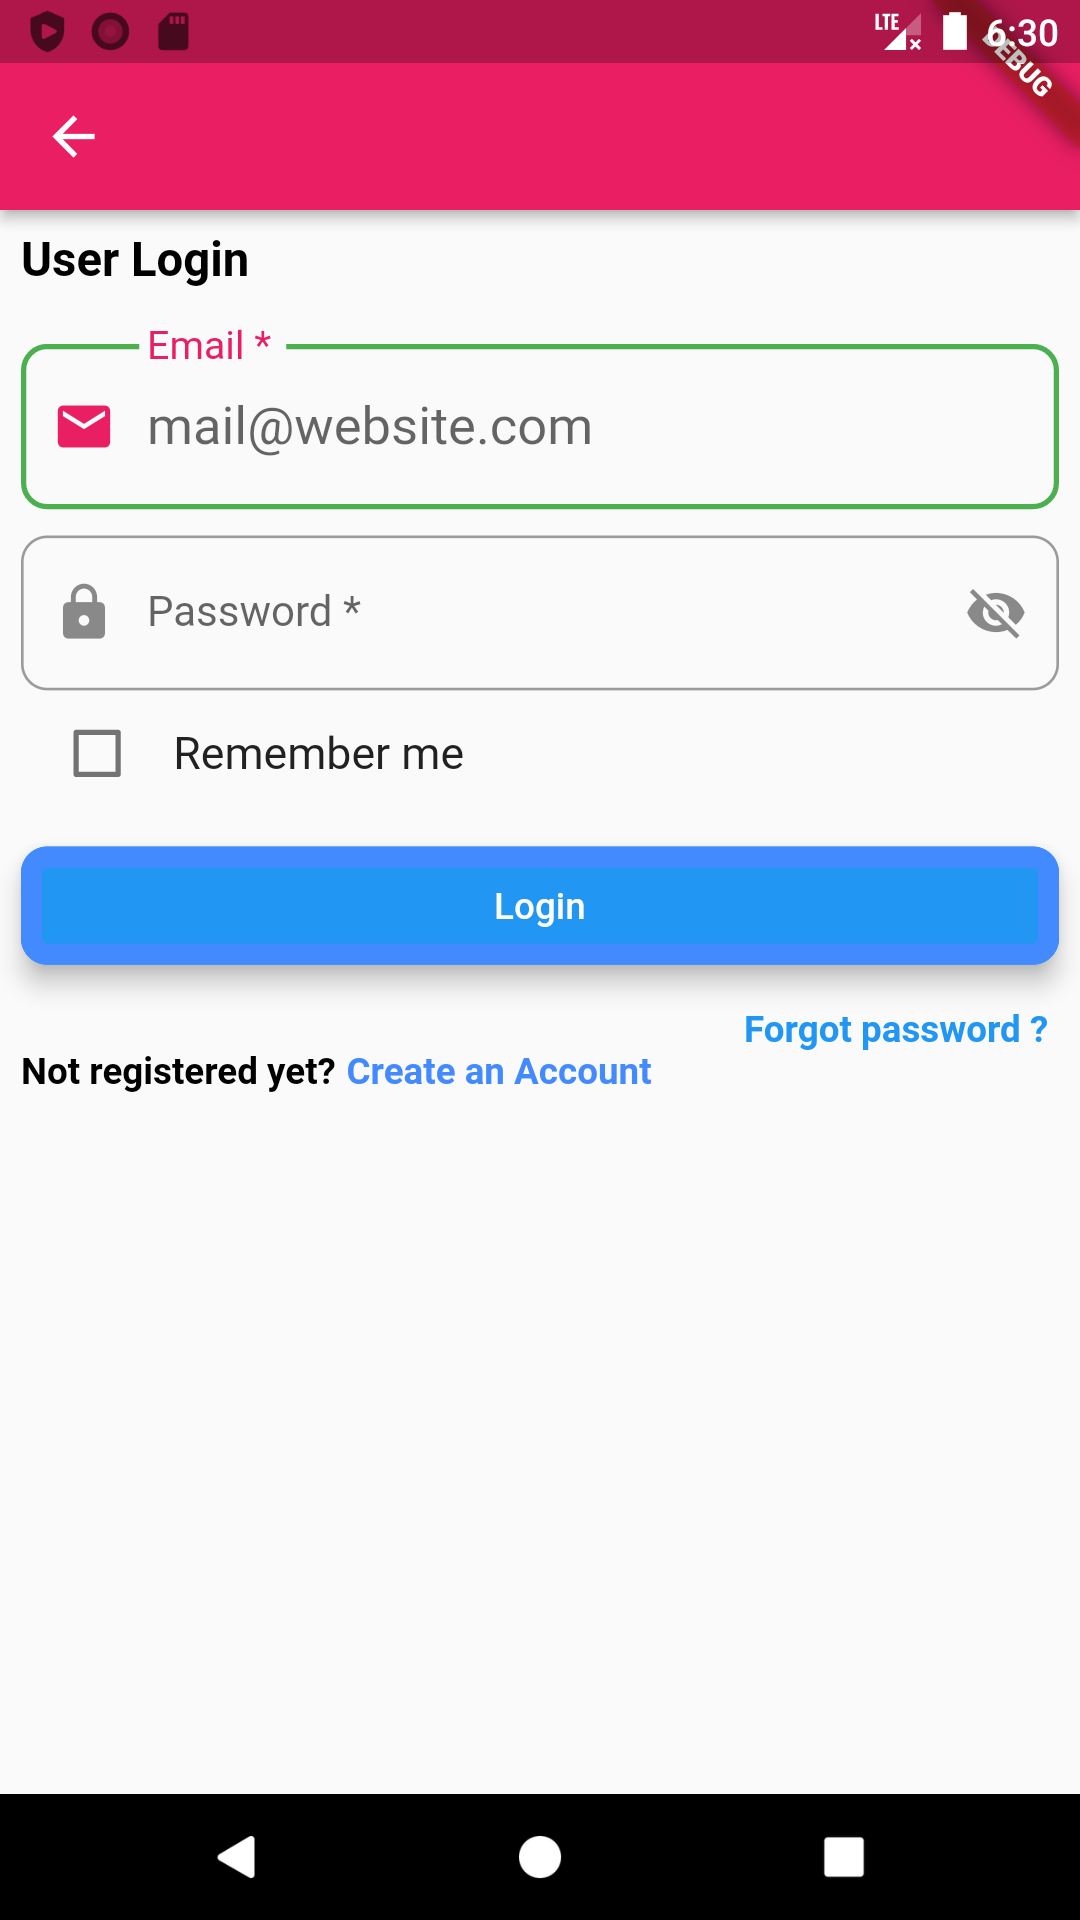 LTE 6:30
DEBUG
User Login
Email *
mail@website.com
Password *
Remember me
Login
Forgot password ?
Not registered yet? Create an Account